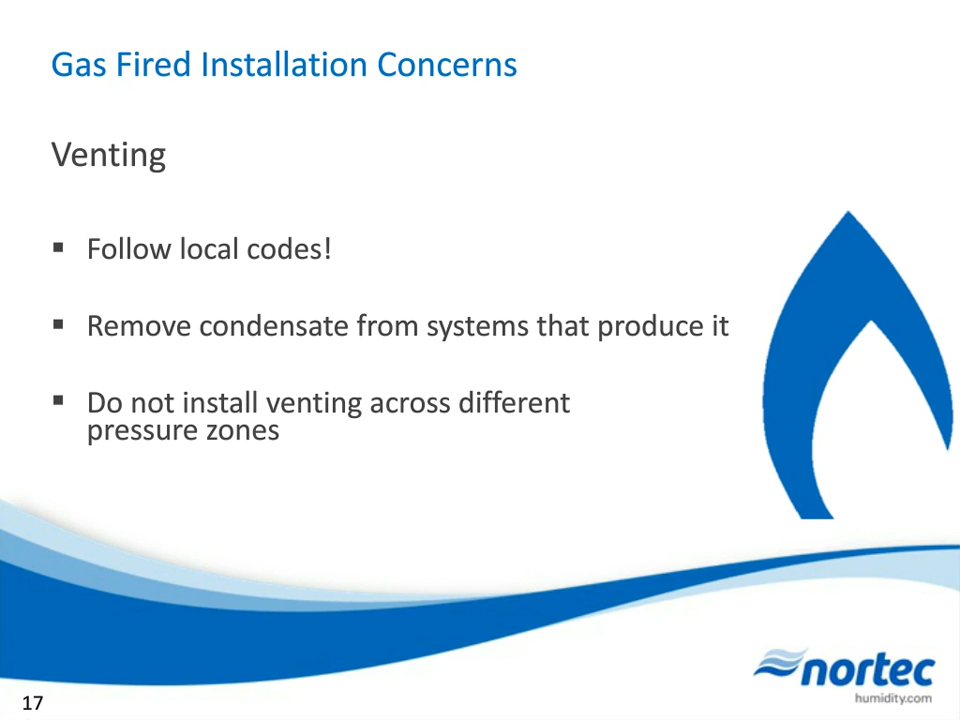 Gas Fired Installation Concerns
Venting
▪ Follow local codes!
▪ Remove condensate from systems that produce it
▪ Do not install venting across different
pressure zones
nortec
humidity.com
17